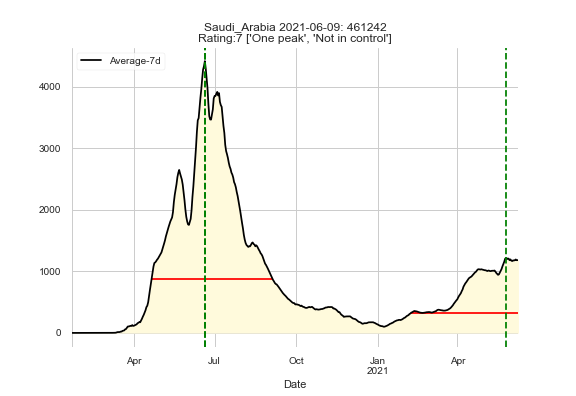 Saudi_Arabia 2021-06-09: 461242
Rating:7 ['One peak', 'Not in control']
Average-7d
4000
3000
2000
1000
0
Apr
Jul
Oct
Jan
2021
Apr
Date